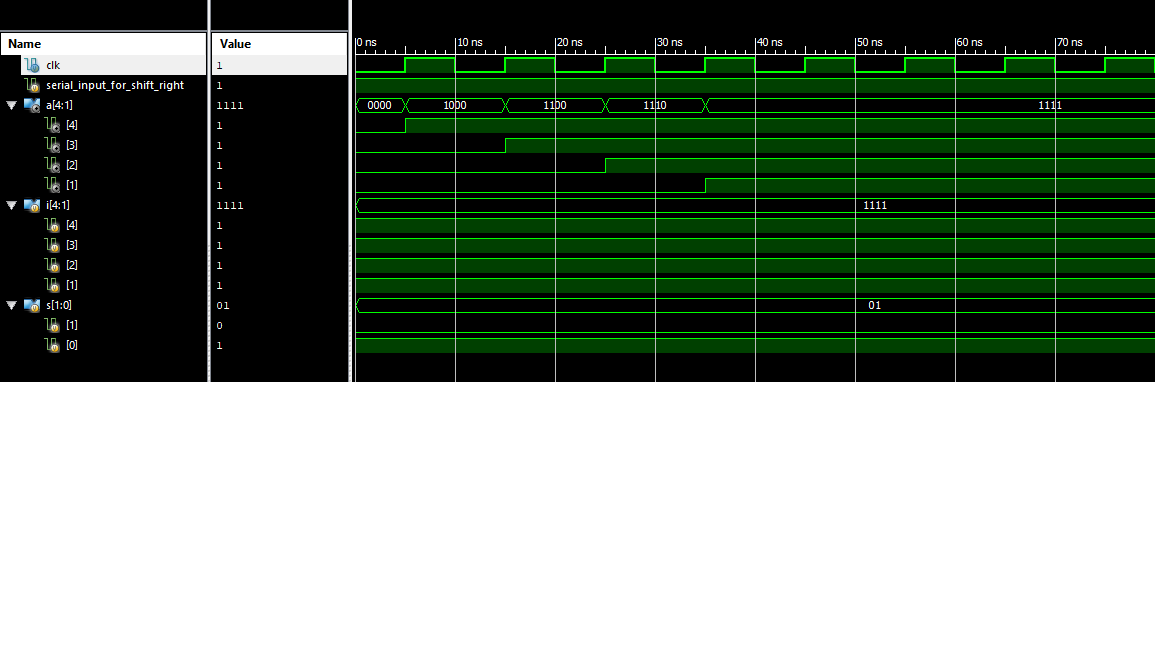 0 ns 10 ns 20 ns 30 ns 40 ns 50 ns 60 ns 70 ns
Name Value
clk 1
serial_input_for_shift_right 1
a[4:1] 1111 0000 1000 1100 1110 1111
[4] 1
[3] 1
[2] 1
[1] 1
i[4:1] 1111 1111
[4] 1
[3] 1
[2] 1
[1] 1
s[1:0] 01 01
[1] 0
[0] 1